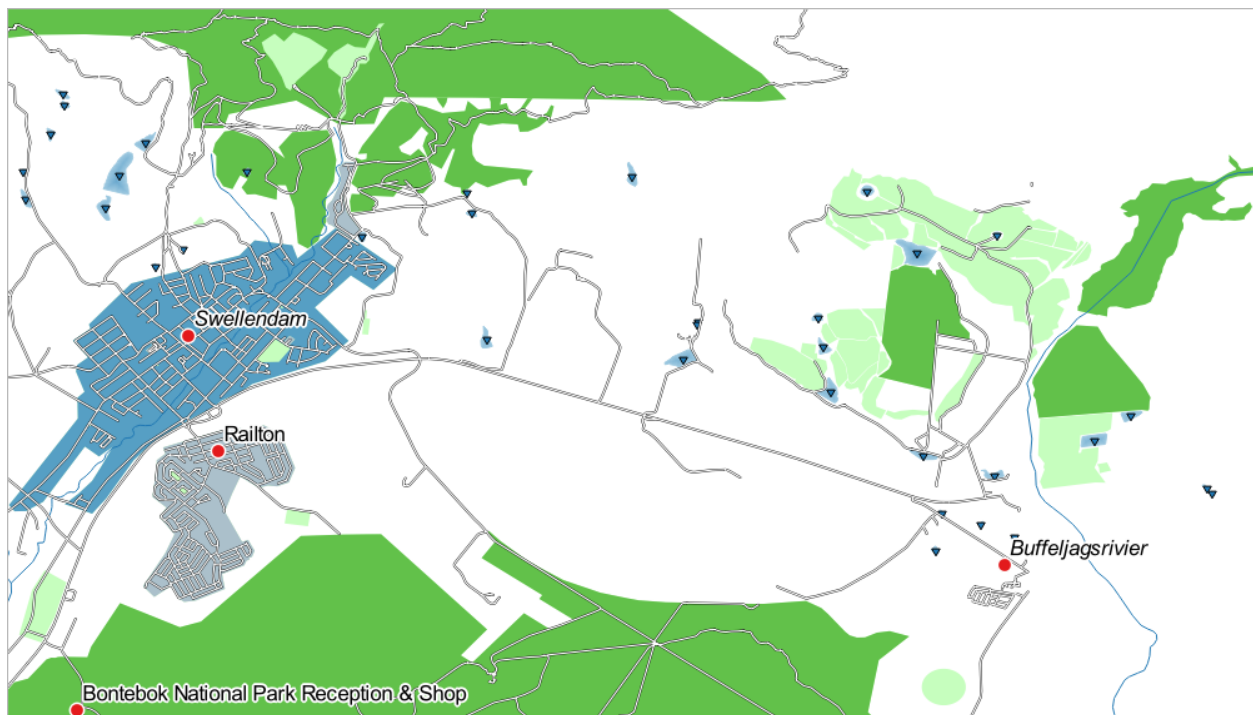 Swellendam
Railton
Buffeljagsrivier
Bontebok National Park Reception & Shop